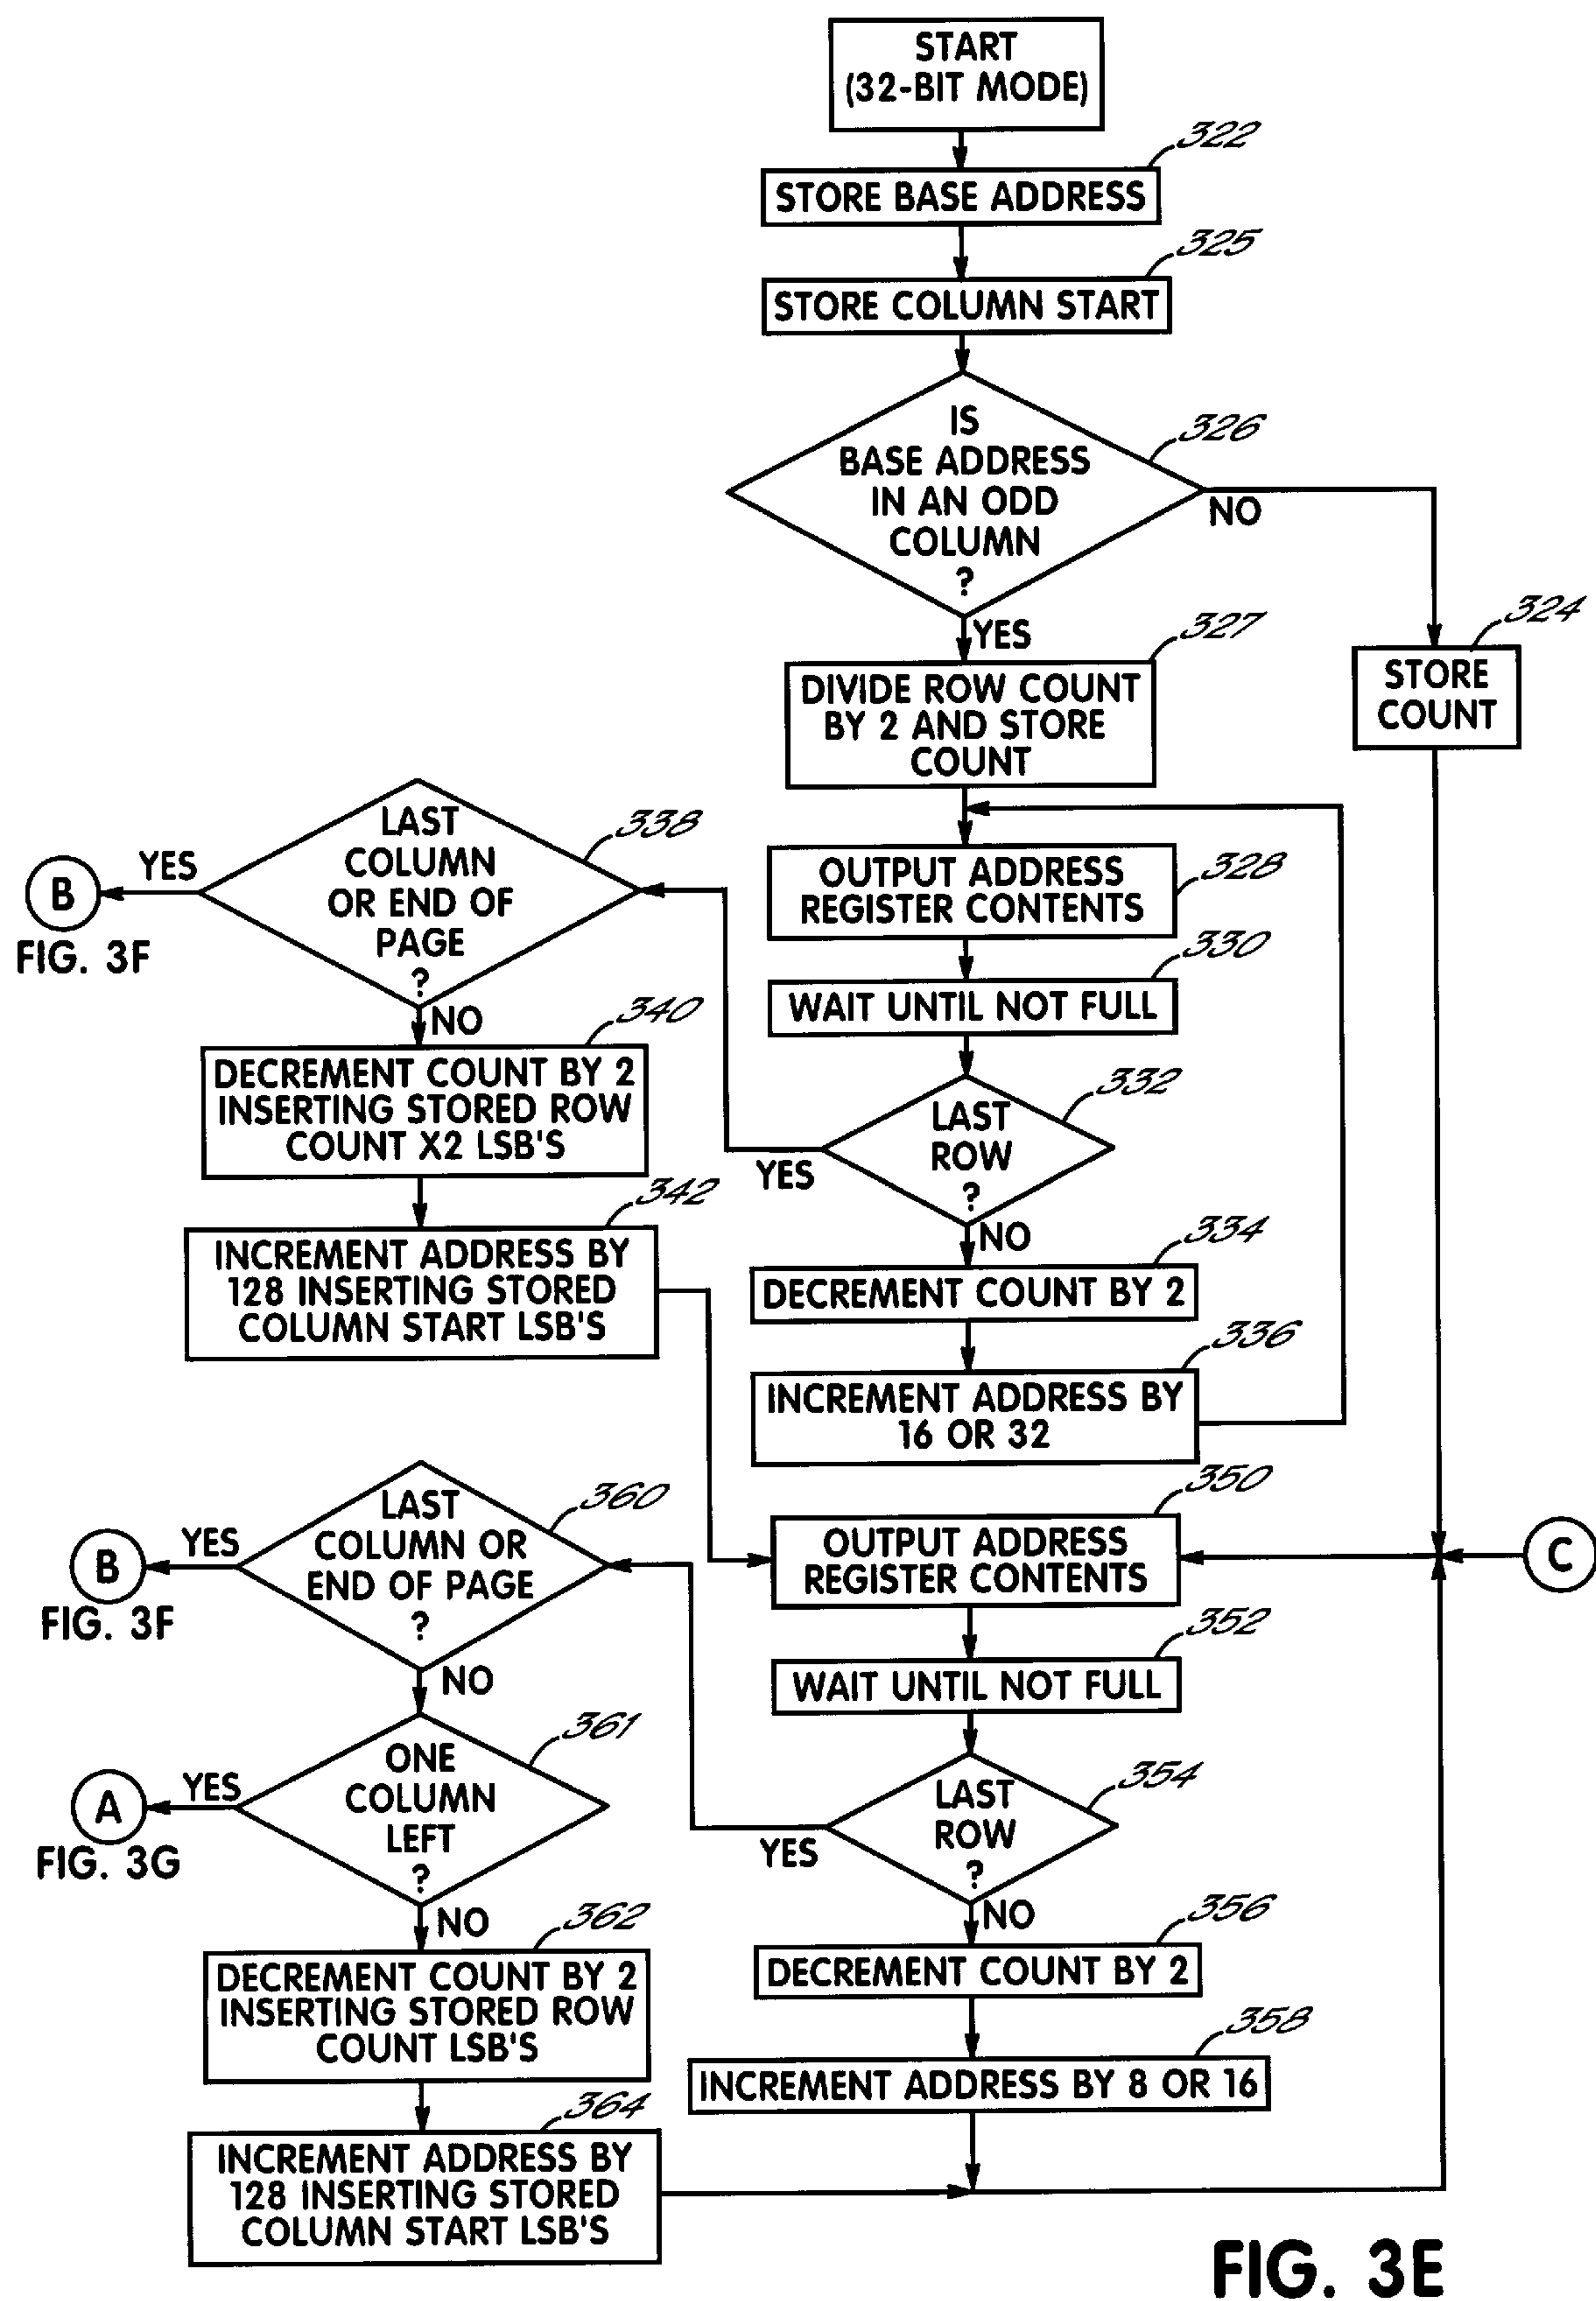 START
(32-BIT MODE)
322
STORE BASE ADDRESS
325
STORE COLUMN START
326
IS
BASE ADDRESS
IN AN ODD
COLUMN
?
NO
YES
324
STORE
COUNT
327
DIVIDE ROW COUNT
BY 2 AND STORE
COUNT
328
OUTPUT ADDRESS
REGISTER CONTENTS
330
WAIT UNTIL NOT FULL
332
LAST
ROW
?
YES
NO
334
DECREMENT COUNT BY 2
336
INCREMENT ADDRESS BY
16 OR 32
338
LAST
COLUMN
OR END OF
PAGE
?
YES
B
FIG. 3F
NO
340
DECREMENT COUNT BY 2
INSERTING STORED ROW
COUNT X2 LSB'S
342
INCREMENT ADDRESS BY
128 INSERTING STORED
COLUMN START LSB'S
350
OUTPUT ADDRESS
REGISTER CONTENTS
C
352
WAIT UNTIL NOT FULL
354
LAST
ROW
?
YES
NO
356
DECREMENT COUNT BY 2
358
INCREMENT ADDRESS BY 8 OR 16
360
LAST
COLUMN OR
END OF PAGE
?
YES
B
FIG. 3F
NO
361
ONE
COLUMN
LEFT
?
YES
A
FIG. 3G
NO
362
DECREMENT COUNT BY 2
INSERTING STORED ROW
COUNT LSB'S
364
INCREMENT ADDRESS BY
128 INSERTING STORED
COLUMN START LSB'S
FIG. 3E